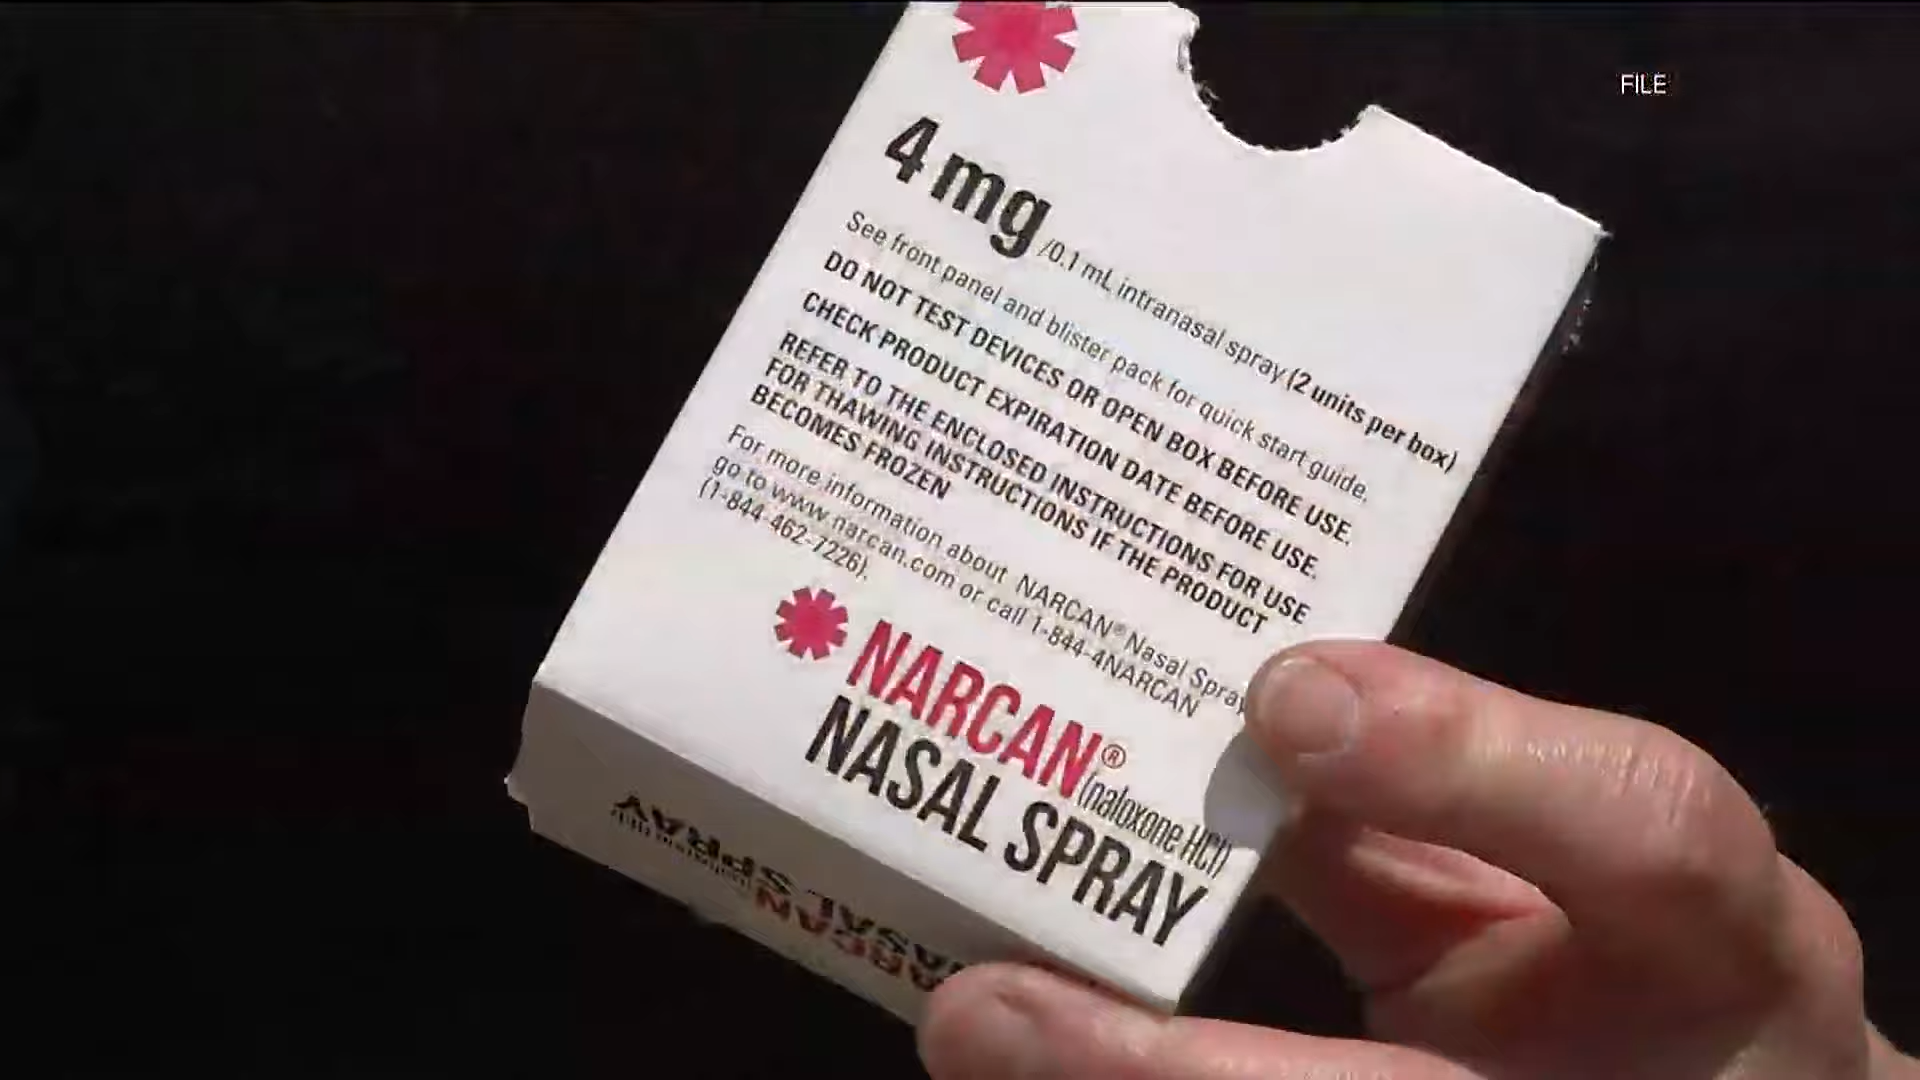 FILE
4 mg /0.1 mL intranasal spray (2 units per box)
See front panel and blister pack for quick start guide.
DO NOT TEST DEVICES OR OPEN BOX BEFORE USE.
CHECK PRODUCT EXPIRATION DATE BEFORE USE.
REFER TO THE ENCLOSED INSTRUCTIONS FOR USE
FOR THAWING INSTRUCTIONS IF THE PRODUCT
BECOMES FROZEN
For more information about NARCAN® Nasal Spray,
go to www.narcan.com or call 1-844-4NARCAN
(1-844-462-7226).
NARCAN® (naloxone HCl)
NASAL SPRAY
NASAL SPRAY
NARCAN